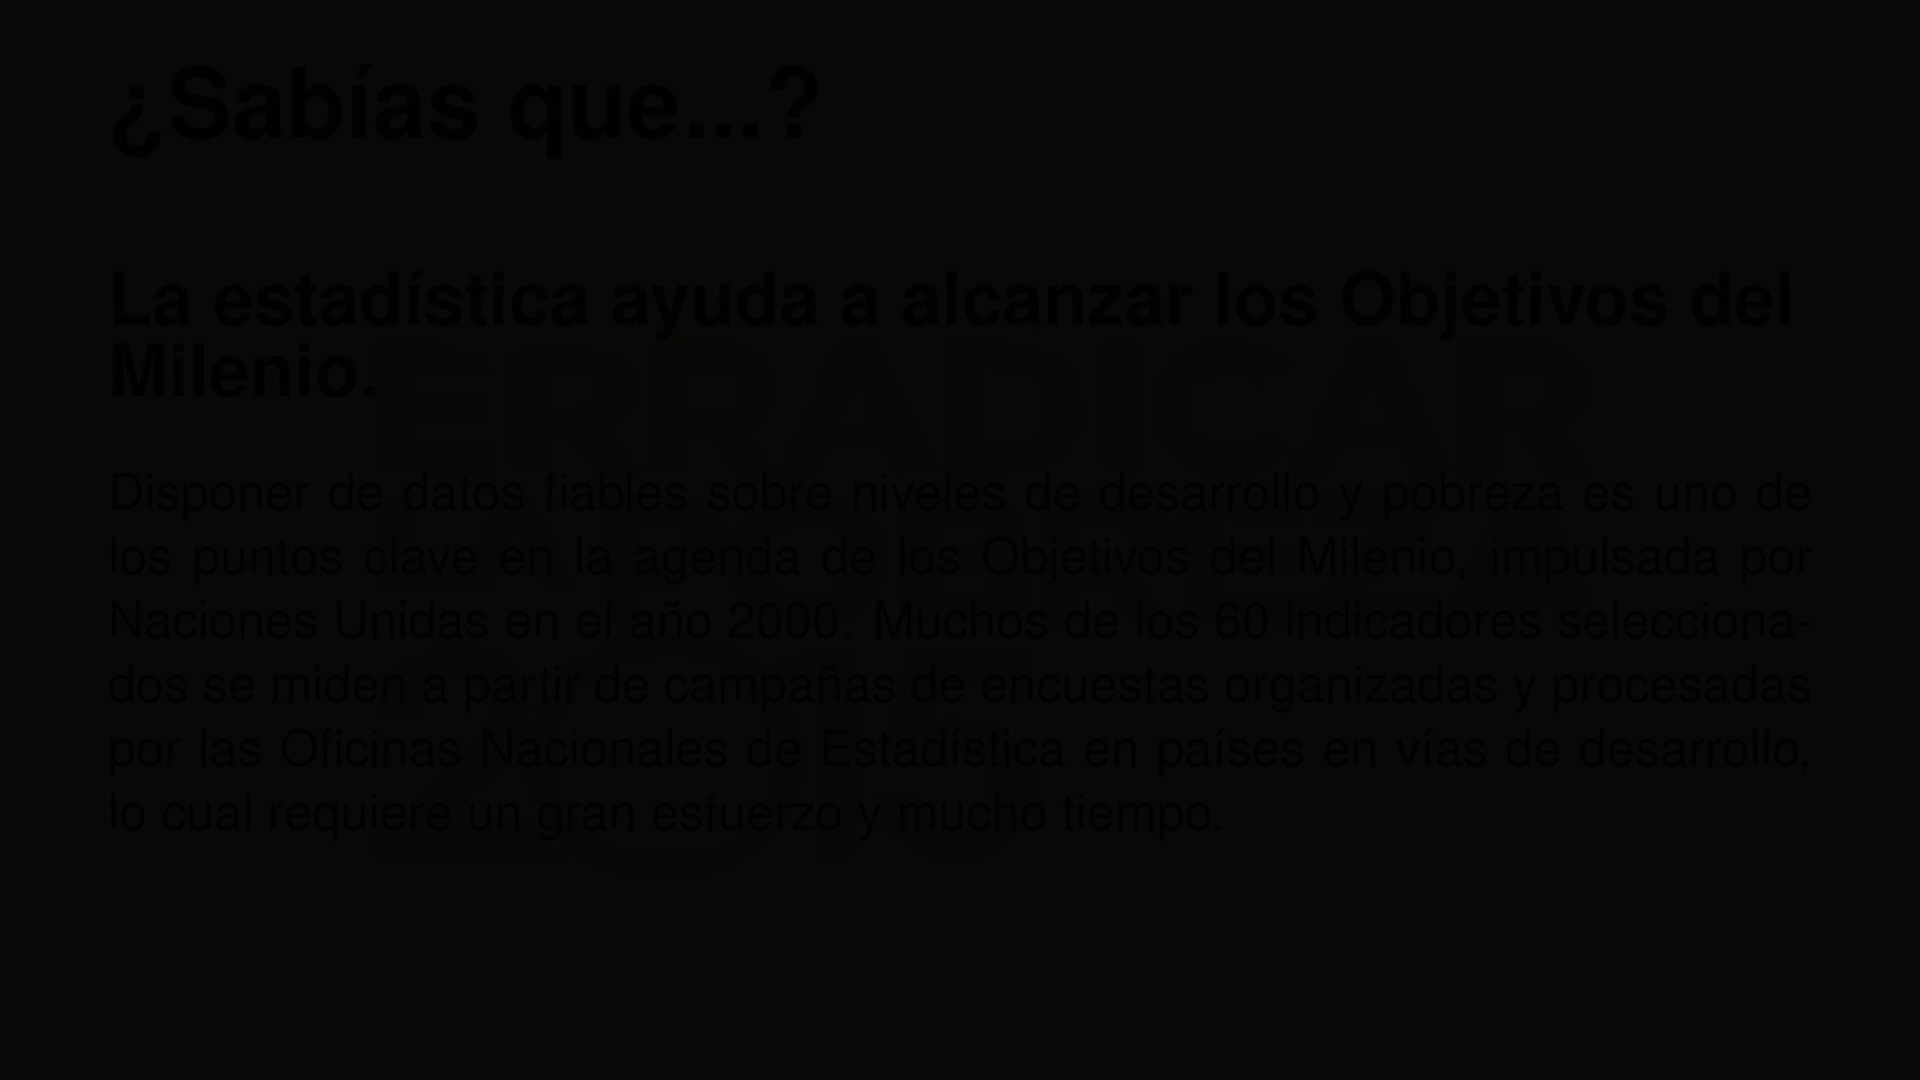 ¿Sabías que...?
La estadística ayuda a alcanzar los Objetivos del
Milenio.
ERRADICAR
LA POBREZA
2015
Disponer de datos fiables sobre niveles de desarrollo y pobreza es uno de
los puntos clave en la agenda de los Objetivos del Milenio, impulsada por
Naciones Unidas en el año 2000. Muchos de los 60 indicadores selecciona-
dos se miden a partir de campañas de encuestas organizadas y procesadas
por las Oficinas Nacionales de Estadística en países en vías de desarrollo,
lo cual requiere un gran esfuerzo y mucho tiempo.